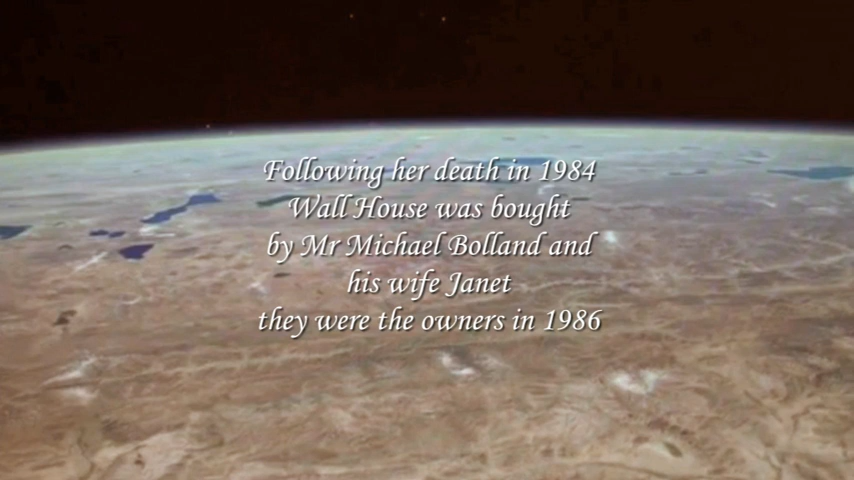 Following her death in 1984
Wall House was bought
by Mr Michael Bolland and
his wife Janet
they were the owners in 1986